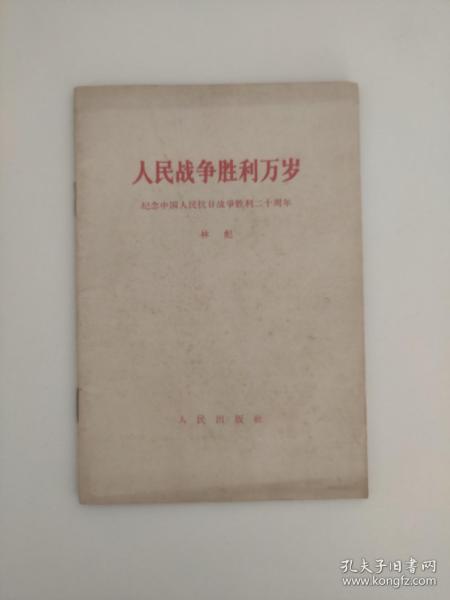 人民战争胜利万岁
纪念中国人民抗日战争胜利二十周年
林彪
人民出版社
孔夫子旧书网
www.kongfz.com